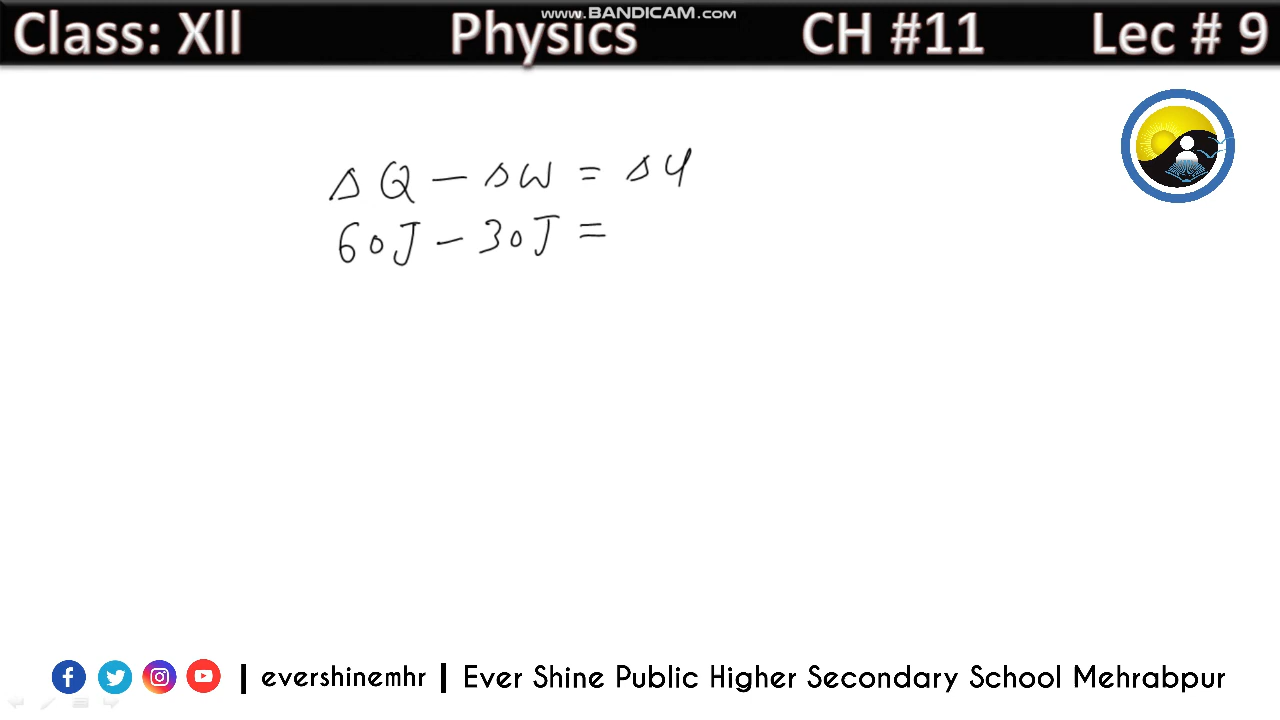 www.BANDICAM.com
Class: XII Physics CH #11 Lec # 9
ΔQ – ΔW = ΔU
60J – 30J =
| evershinemhr | Ever Shine Public Higher Secondary School Mehrabpur